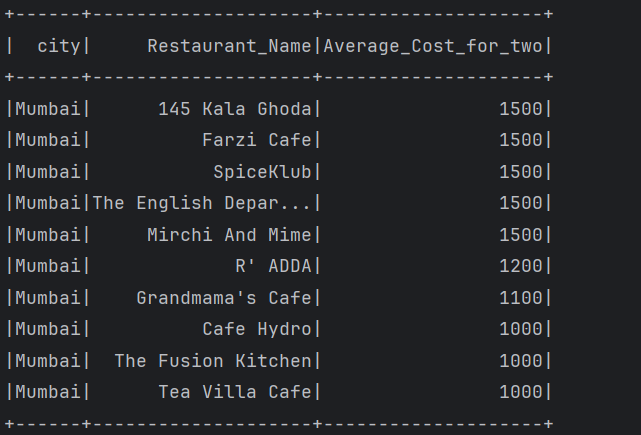 +------+--------------------+--------------------+
|  city|     Restaurant_Name|Average_Cost_for_two|
+------+--------------------+--------------------+
|Mumbai|      145 Kala Ghoda|                1500|
|Mumbai|          Farzi Cafe|                1500|
|Mumbai|           SpiceKlub|                1500|
|Mumbai|The English Depar...|                1500|
|Mumbai|     Mirchi And Mime|                1500|
|Mumbai|             R' ADDA|                1200|
|Mumbai|    Grandmama's Cafe|                1100|
|Mumbai|          Cafe Hydro|                1000|
|Mumbai|  The Fusion Kitchen|                1000|
|Mumbai|      Tea Villa Cafe|                1000|
+------+--------------------+--------------------+